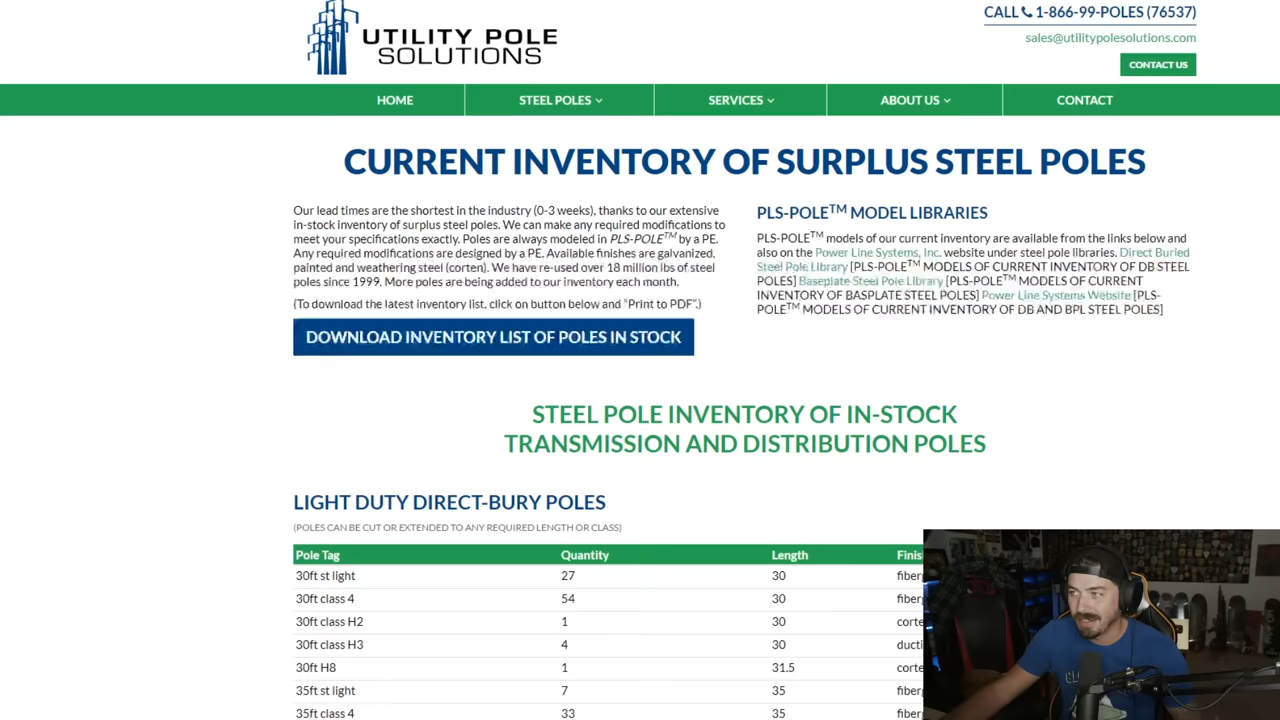 UTILITY POLE
SOLUTIONS
CALL 1-866-99-POLES (76537)
sales@utilitypolesolutions.com
CONTACT US
HOME STEEL POLES SERVICES ABOUT US CONTACT
CURRENT INVENTORY OF SURPLUS STEEL POLES
Our lead times are the shortest in the industry (0-3 weeks), thanks to our extensive
in-stock inventory of surplus steel poles. We can make any required modifications to
meet your specifications exactly. Poles are always modeled in PLS-POLE™ by a PE.
Any required modifications are designed by a PE. Available finishes are galvanized,
painted and weathering steel (corten). We have re-used over 18 million lbs of steel
poles since 1999. More poles are being added to our inventory each month.
(To download the latest inventory list, click on button below and "Print to PDF".)
DOWNLOAD INVENTORY LIST OF POLES IN STOCK
PLS-POLE™ MODEL LIBRARIES
PLS-POLE™ models of our current inventory are available from the links below and
also on the Power Line Systems, Inc. website under steel pole libraries. Direct Buried
Steel Pole Library [PLS-POLE™ MODELS OF CURRENT INVENTORY OF DB STEEL
POLES] Baseplate Steel Pole Library [PLS-POLE™ MODELS OF CURRENT
INVENTORY OF BASPLATE STEEL POLES] Power Line Systems Website [PLS-
POLE™ MODELS OF CURRENT INVENTORY OF DB AND BPL STEEL POLES]
STEEL POLE INVENTORY OF IN-STOCK
TRANSMISSION AND DISTRIBUTION POLES
LIGHT DUTY DIRECT-BURY POLES
(POLES CAN BE CUT OR EXTENDED TO ANY REQUIRED LENGTH OR CLASS)
Pole Tag Quantity Length Finis
30ft st light 27 30 fiber
30ft class 4 54 30 fiber
30ft class H2 1 30 corte
30ft class H3 4 30 ducti
30ft H8 1 31.5 corte
35ft st light 7 35 fiber
35ft class 4 33 35 fiber